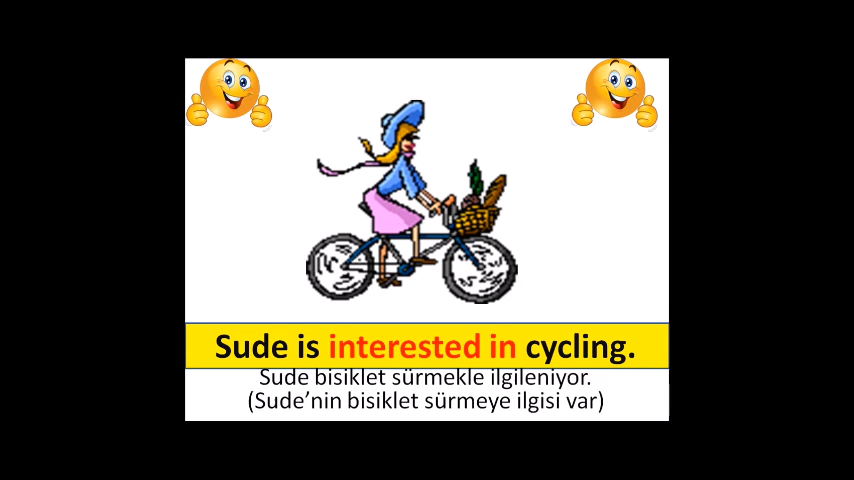 Sude is interested in cycling.
Sude bisiklet sürmekle ilgileniyor.
(Sude’nin bisiklet sürmeye ilgisi var)